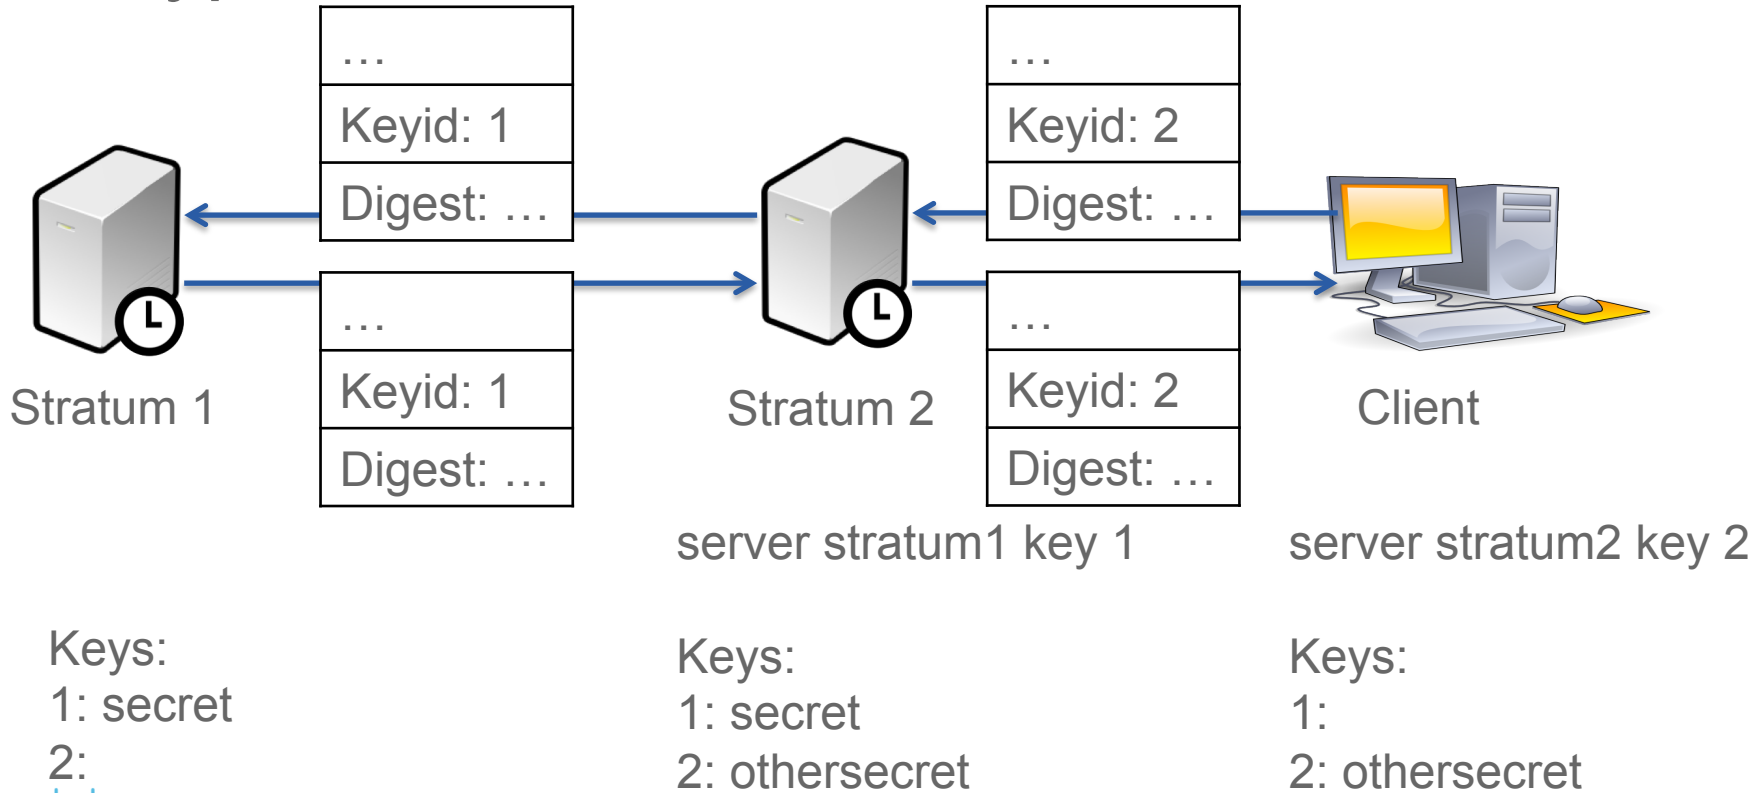 …
Keyid: 1
Digest: …
…
Keyid: 2
Digest: …
…
Keyid: 1
Digest: …
…
Keyid: 2
Digest: …
Stratum 1
Stratum 2
Client
server stratum1 key 1
server stratum2 key 2
Keys:
1: secret
2:
Keys:
1: secret
2: othersecret
Keys:
1:
2: othersecret